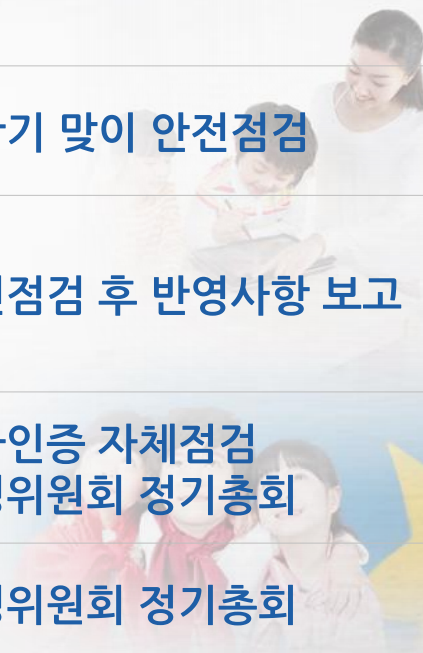 기 맞이 안전점검
점검 후 반영사항 보고
인증 자체점검
위원회 정기총회
위원회 정기총회